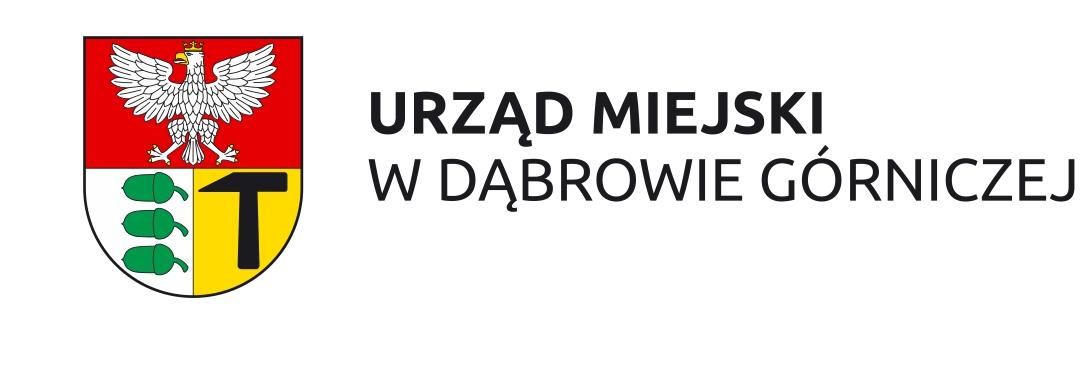 URZĄD MIEJSKI
W DĄBROWIE GÓRNICZEJ